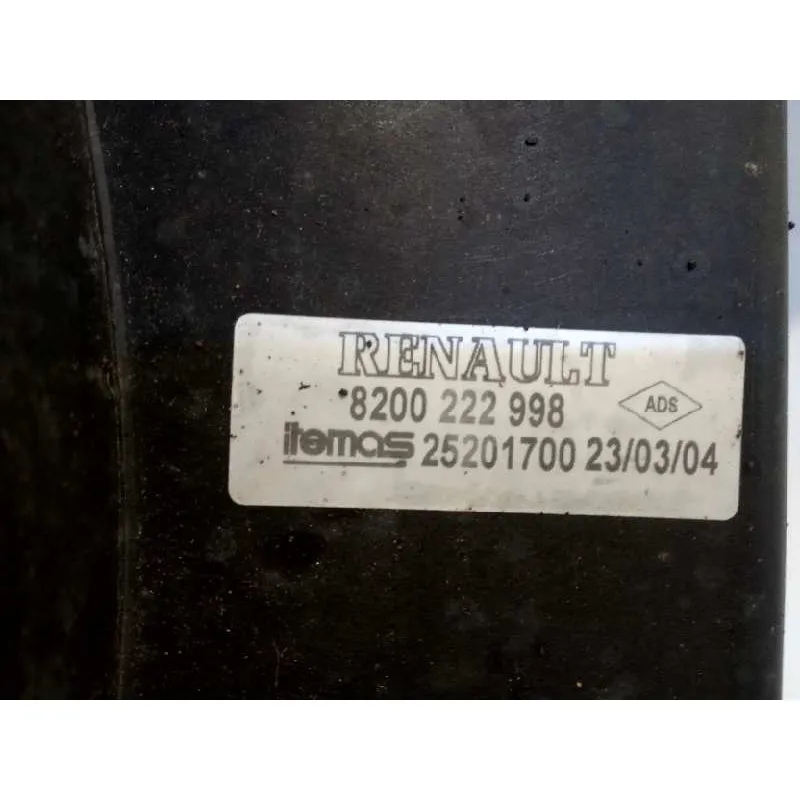 RENAULT
8200 222 998
ADS
itemas 25201700 23/03/04